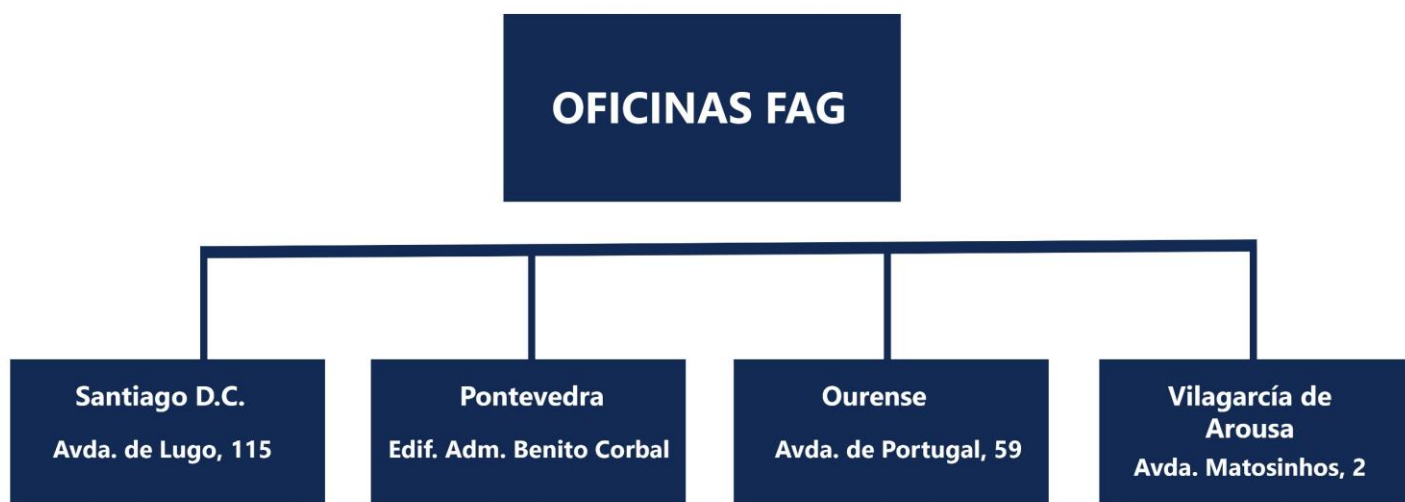 OFICINAS FAG
Santiago D.C.
Avda. de Lugo, 115
Pontevedra
Edif. Adm. Benito Corbal
Ourense
Avda. de Portugal, 59
Vilagarcía de
Arousa
Avda. Matosinhos, 2